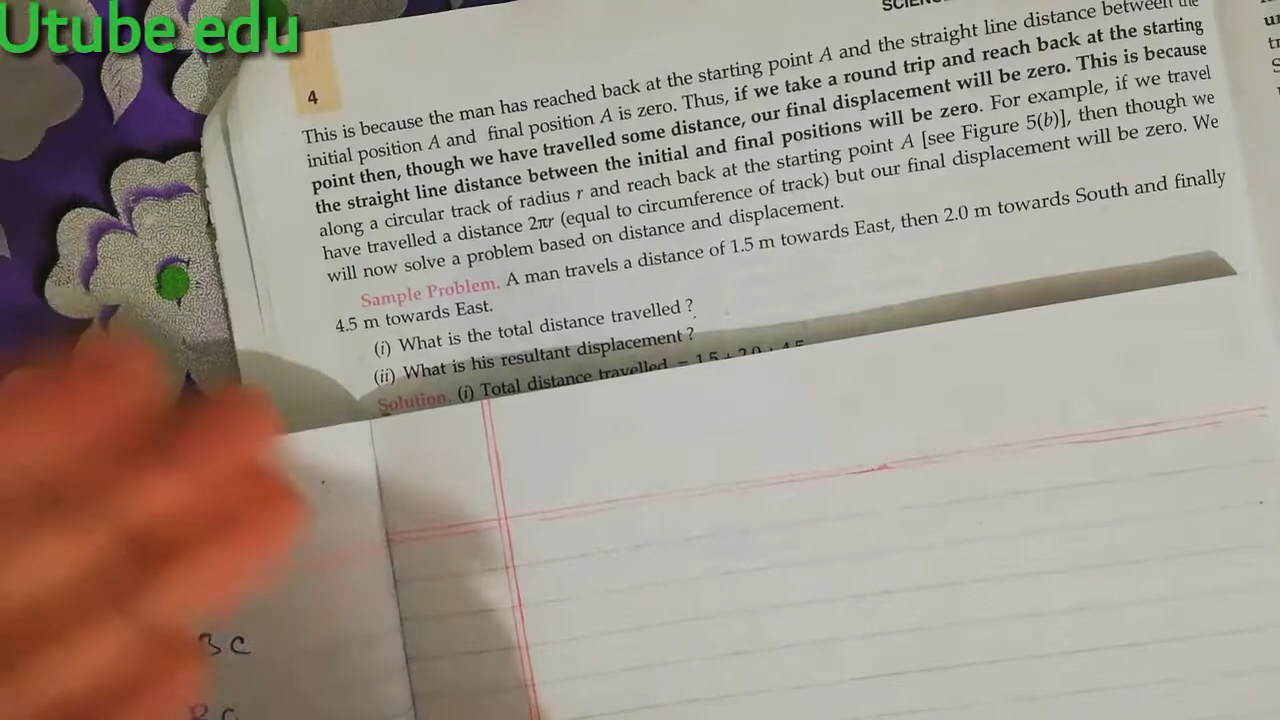 Utube edu
4
This is because the man has reached back at the starting point A and the straight line distance between the
initial position A and final position A is zero. Thus, if we take a round trip and reach back at the starting
point then, though we have travelled some distance, our final displacement will be zero. This is because
the straight line distance between the initial and final positions will be zero. For example, if we travel
along a circular track of radius r and reach back at the starting point A [see Figure 5(b)], then though we
have travelled a distance 2πr (equal to circumference of track) but our final displacement will be zero. We
will now solve a problem based on distance and displacement.
Sample Problem. A man travels a distance of 1.5 m towards East, then 2.0 m towards South and finally
4.5 m towards East.
(i) What is the total distance travelled ?
(ii) What is his resultant displacement ?
Solution. (i) Total distance travelled = 1.5 + 2.0 + 4.5
BC